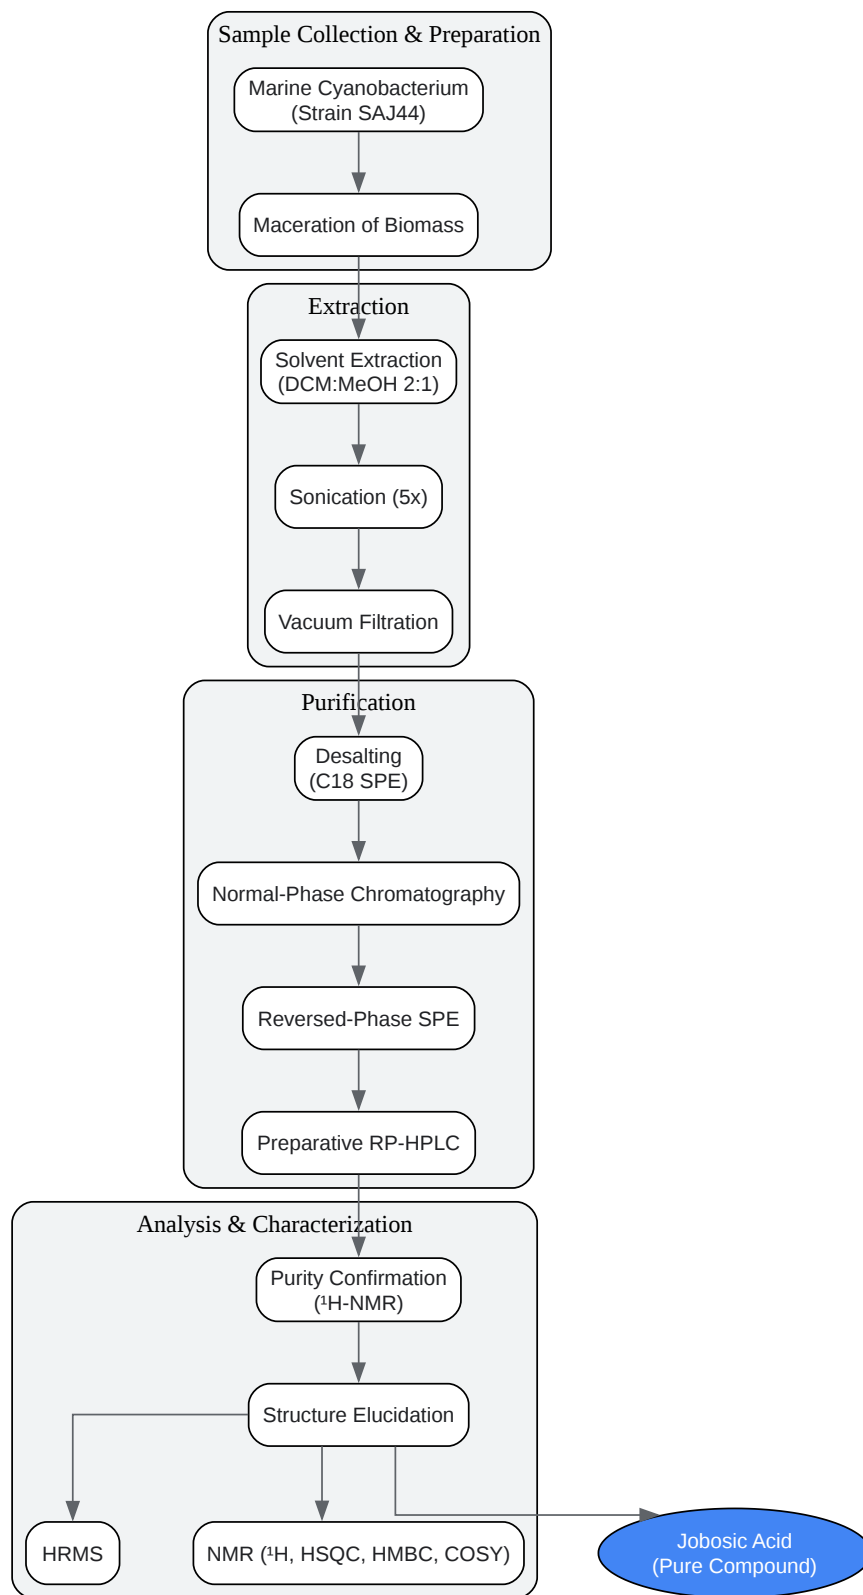 Sample Collection & Preparation
Marine Cyanobacterium
(Strain SAJ44)
Maceration of Biomass
Extraction
Solvent Extraction
(DCM:MeOH 2:1)
Sonication (5x)
Vacuum Filtration
Purification
Desalting
(C18 SPE)
Normal-Phase Chromatography
Reversed-Phase SPE
Preparative RP-HPLC
Analysis & Characterization
Purity Confirmation
(¹H-NMR)
Structure Elucidation
HRMS
NMR (¹H, HSQC, HMBC, COSY)
Jobosic Acid
(Pure Compound)